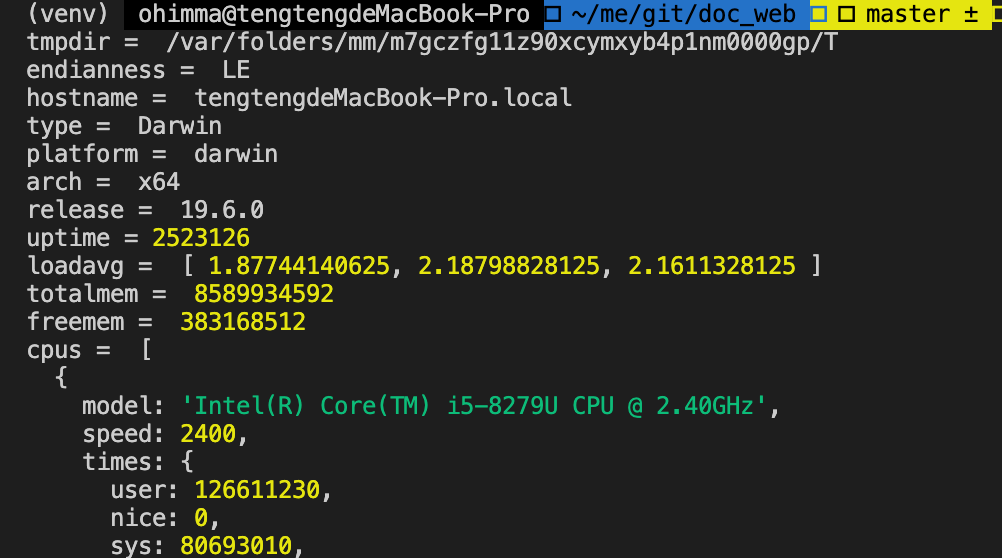 (venv) ohimma@tengtengdeMacBook-Pro ~/me/git/doc_web master ±
tmpdir =  /var/folders/mm/m7gczfg11z90xcymxyb4p1nm0000gp/T
endianness =  LE
hostname =  tengtengdeMacBook-Pro.local
type =  Darwin
platform =  darwin
arch =  x64
release =  19.6.0
uptime = 2523126
loadavg =  [ 1.87744140625, 2.18798828125, 2.1611328125 ]
totalmem =  8589934592
freemem =  383168512
cpus =  [
  {
    model: 'Intel(R) Core(TM) i5-8279U CPU @ 2.40GHz',
    speed: 2400,
    times: {
      user: 126611230,
      nice: 0,
      sys: 80693010,